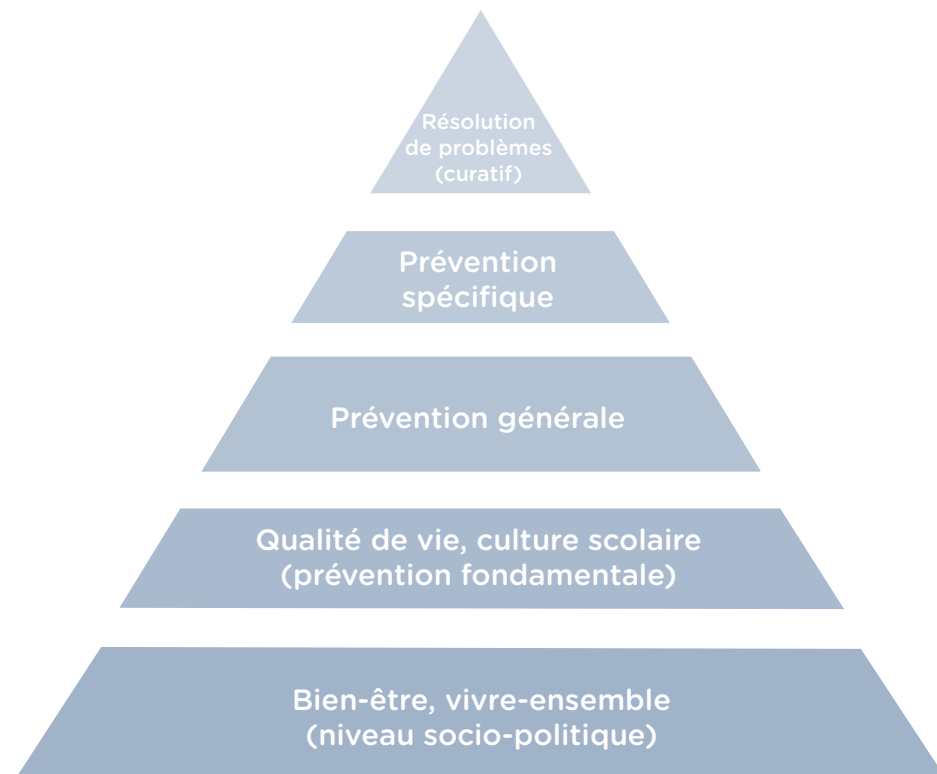 Résolution
de problèmes
(curatif)
Prévention
spécifique
Prévention générale
Qualité de vie, culture scolaire
(prévention fondamentale)
Bien-être, vivre-ensemble
(niveau socio-politique)